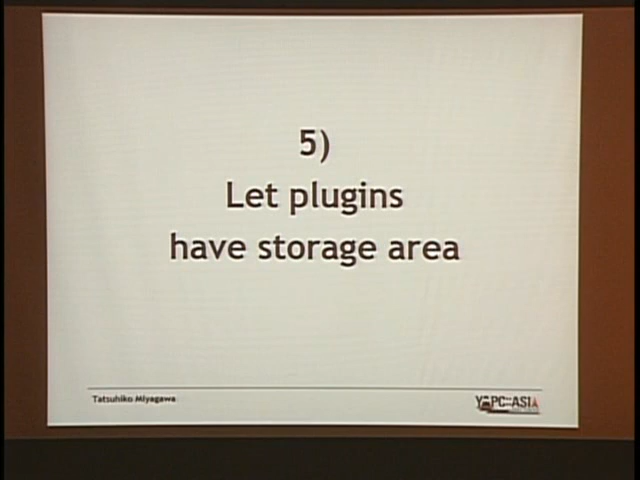 5)
Let plugins
have storage area
Tatsuhiko Miyagawa
YAPC::ASIA